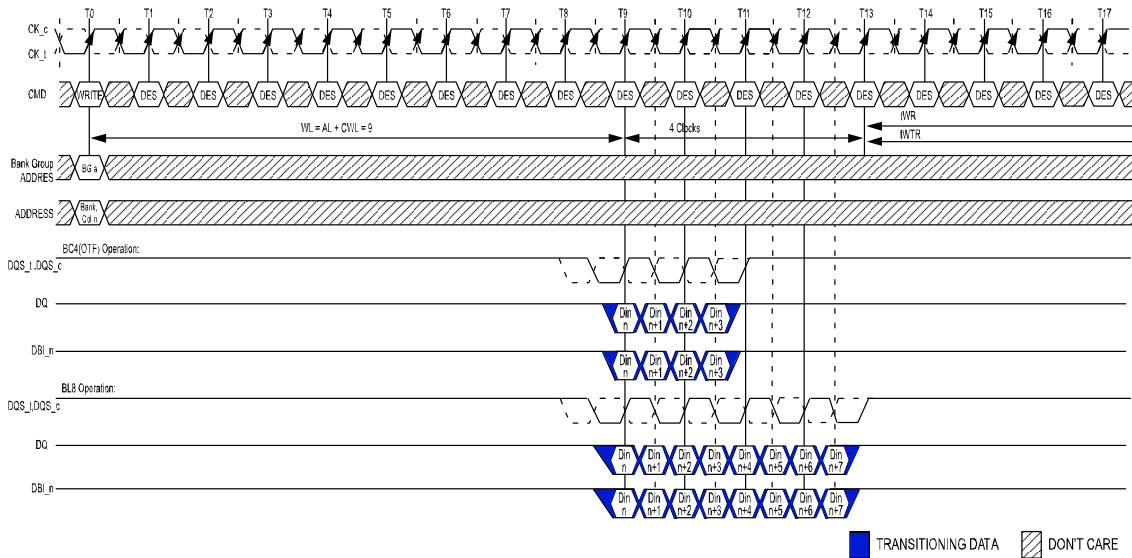 T0 T1 T2 T3 T4 T5 T6 T7 T8 T9 T10 T11 T12 T13 T14 T15 T16 T17
CK_c
CK_t
CMD WRITE DES DES DES DES DES DES DES DES DES DES DES DES DES DES DES DES DES
WL = AL + CWL = 9 4 Clocks tWR
tWTR
Bank Group
ADDRES BG a
ADDRESS Bank,
Col n
BC4(OTF) Operation:
DQS_t ,DQS_c
DQ Din Din Din Din
n n+1 n+2 n+3
DBI_n Din Din Din Din
n n+1 n+2 n+3
BL8 Operation:
DQS_t,DQS_c
DQ Din Din Din Din Din Din Din Din
n n+1 n+2 n+3 n+4 n+5 n+6 n+7
DBI_n Din Din Din Din Din Din Din Din
n n+1 n+2 n+3 n+4 n+5 n+6 n+7
TRANSITIONING DATA DON'T CARE